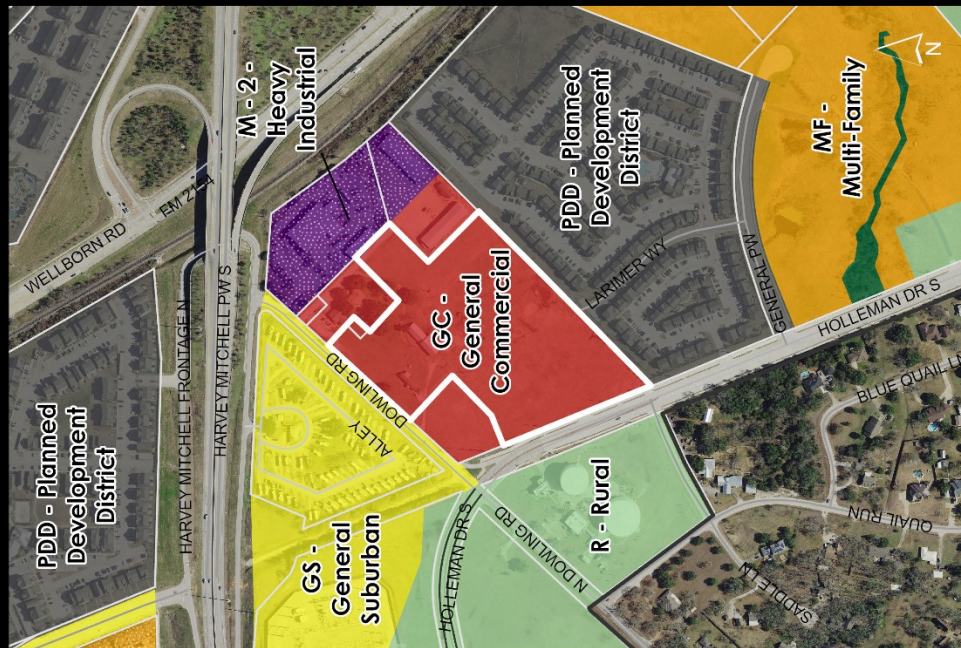 WELLBORN RD
FM 2154
M - 2 -
Heavy
Industrial
PDD - Planned
Development
District
MF -
Multi-Family
N
HARVEY MITCHELL FRONTAGE N
HARVEY MITCHELL PW S
LARIMER WY
GENERAL PW
HOLLEMAN DR S
GC -
General
Commercial
DOWLING RD
ALLEY
PDD - Planned
Development
District
GS -
General
Suburban
HOLLEMAN DR S
N DOWLING RD
R - Rural
BLUE QUAIL LN
QUAIL RUN
SADDLE LN